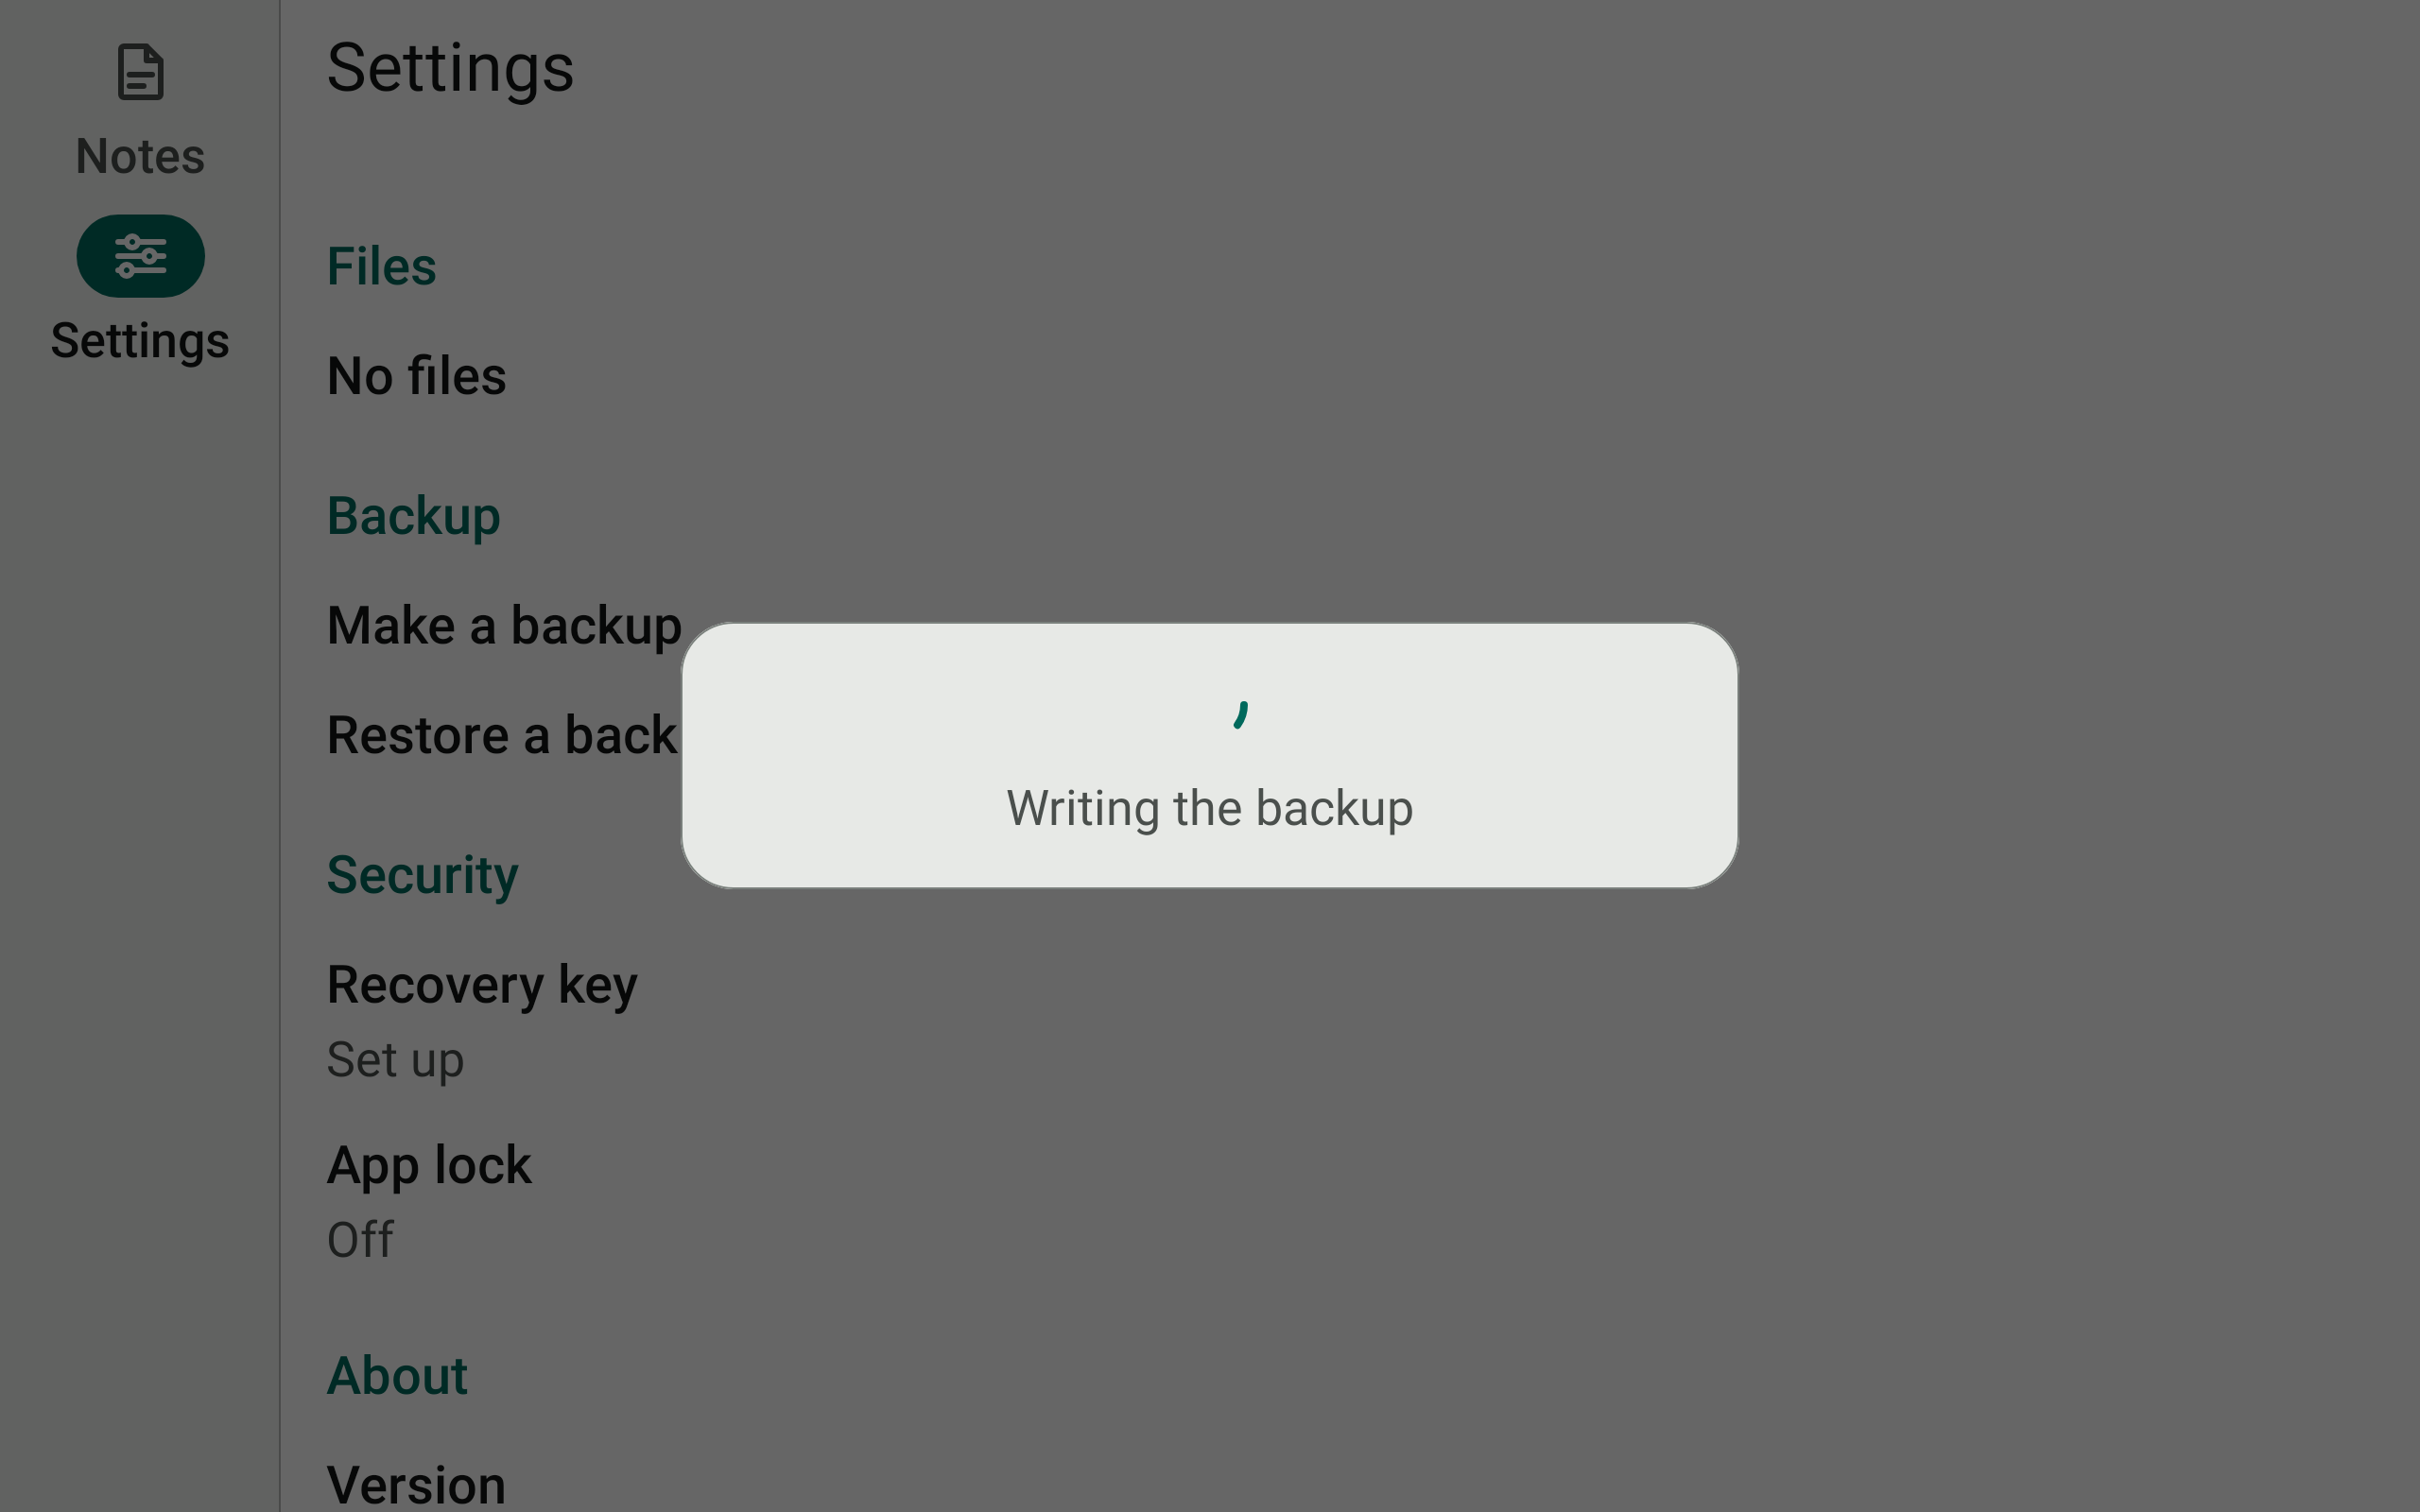 Notes
Settings
Settings
Files
No files
Backup
Make a backup
Restore a back
Writing the backup
Security
Recovery key
Set up
App lock
Off
About
Version